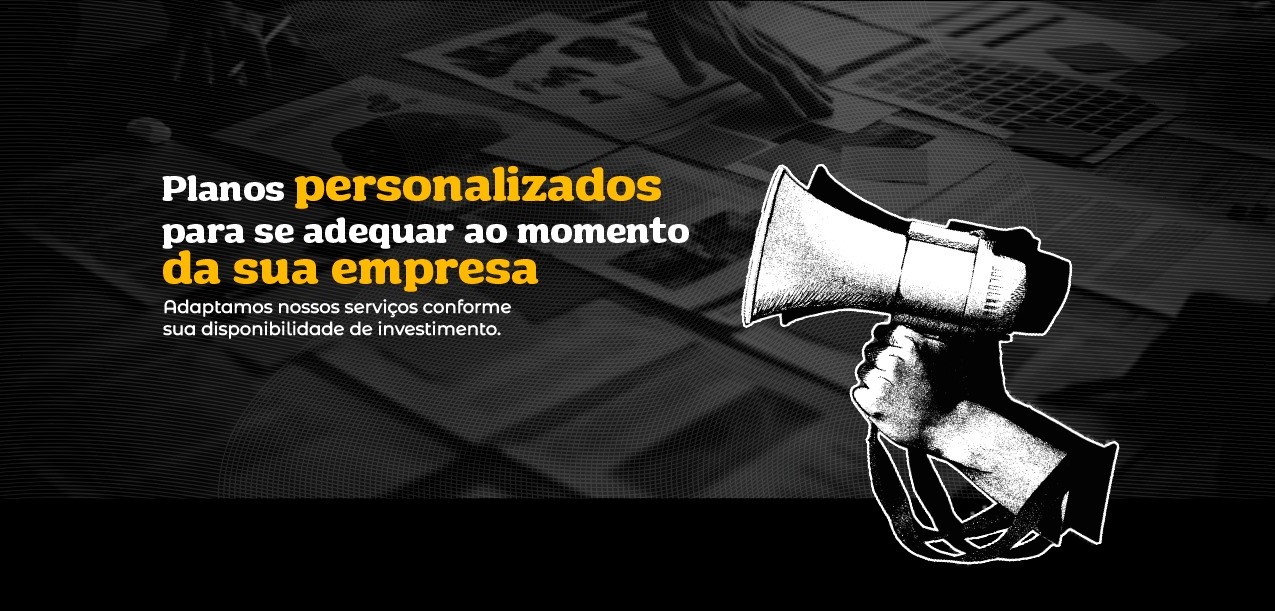 Planos personalizados
para se adequar ao momento
da sua empresa
Adaptamos nossos serviços conforme
sua disponibilidade de investimento.